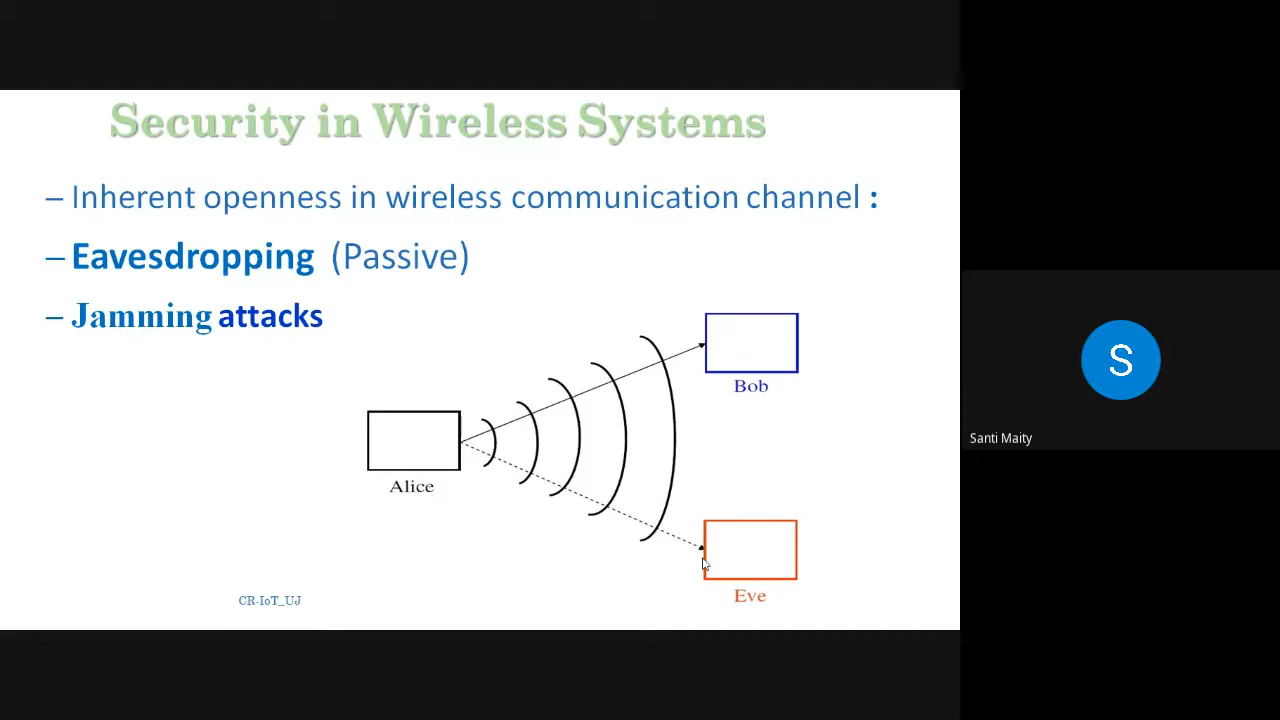 Security in Wireless Systems
– Inherent openness in wireless communication channel :
– Eavesdropping (Passive)
– Jamming attacks
Bob
Alice
Eve
CR-IoT_UJ
S
Santi Maity